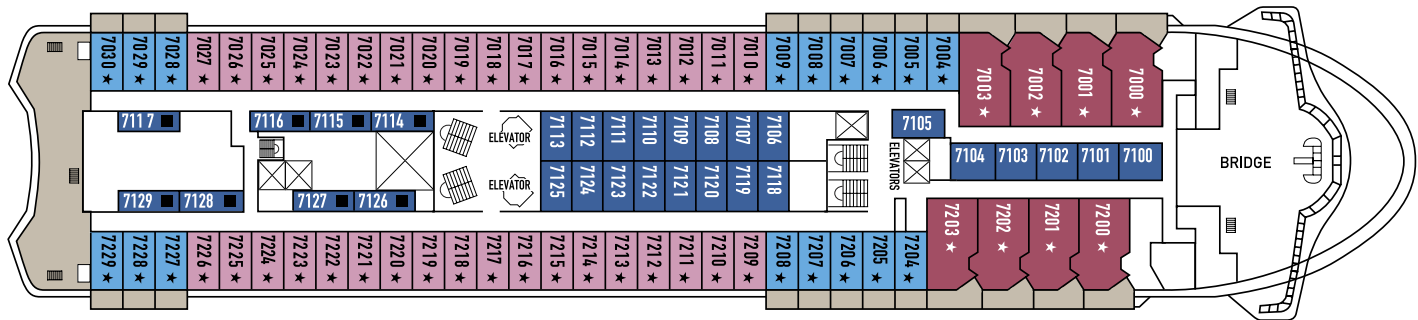 7030 ★ 7029 ★ 7028 ★ 7027 ★ 7026 ★ 7025 ★ 7024 ★ 7023 ★ 7022 ★ 7021 ★ 7020 ★ 7019 ★ 7018 ★ 7017 ★ 7016 ★ 7015 ★ 7014 ★ 7013 ★ 7012 ★ 7011 ★ 7010 ★ 7009 ★ 7008 ★ 7007 ★ 7006 ★ 7005 ★ 7004 ★ 7003 ★ 7002 ★ 7001 ★ 7000 ★
7117 ■ 7116 ■ 7115 ■ 7114 ■ ELEVATOR 7113 7112 7111 7110 7109 7108 7107 7106 7105
ELEVATORS 7104 7103 7102 7101 7100 BRIDGE
7129 ■ 7128 ■ 7127 ■ 7126 ■ ELEVATOR 7125 7124 7123 7122 7121 7120 7119 7118
7229 ★ 7228 ★ 7227 ★ 7226 ★ 7225 ★ 7224 ★ 7223 ★ 7222 ★ 7221 ★ 7220 ★ 7219 ★ 7218 ★ 7217 ★ 7216 ★ 7215 ★ 7214 ★ 7213 ★ 7212 ★ 7211 ★ 7210 ★ 7209 ★ 7208 ★ 7207 ★ 7206 ★ 7205 ★ 7204 ★ 7203 ★ 7202 ★ 7201 ★ 7200 ★